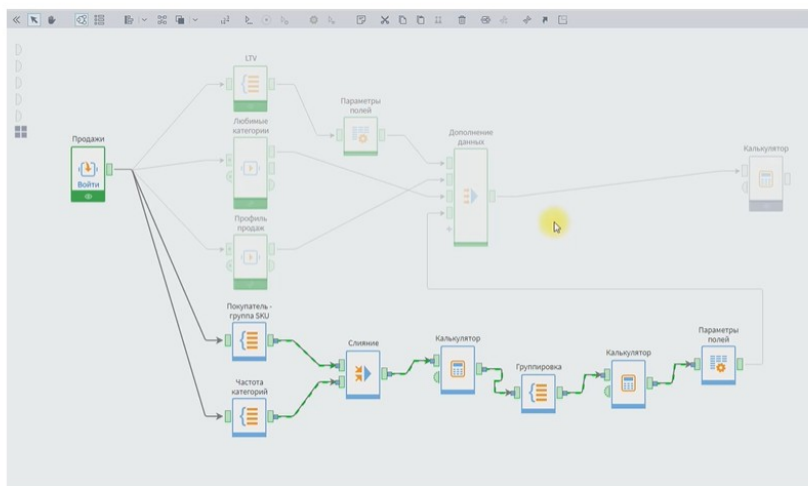 LTV
Параметры
полей
Любимые
категории
Дополнение
данных
Калькулятор
Продажи
Войти
Профиль
продаж
Покупатель -
группа SKU
Слияние
Калькулятор
Группировка
Калькулятор
Параметры
полей
Частота
категорий